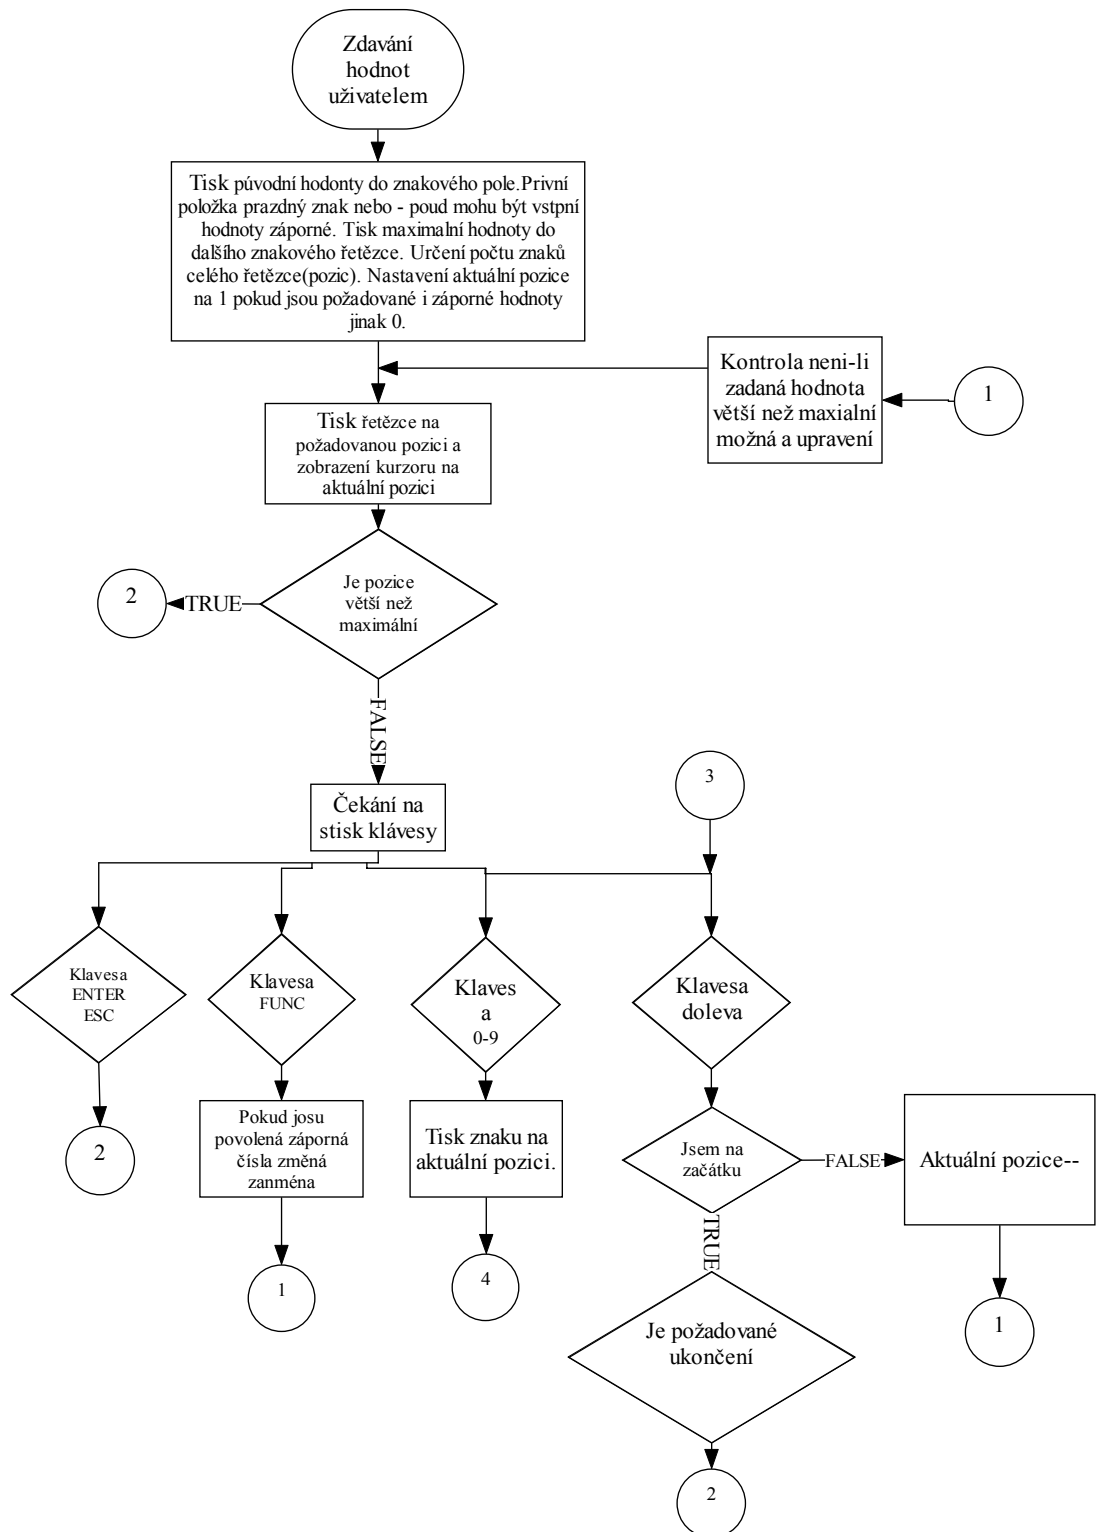 Zdavání
hodnot
uživatelem
Tisk púvodní hodonty do znakového pole.Privní
položka prazdný znak nebo - poud mohu být vstpní
hodnoty záporné. Tisk maximalní hodnoty do
dalšího znakového řetězce. Určení počtu znaků
celého řetězce(pozic). Nastavení aktuální pozice
na 1 pokud jsou požadované i záporné hodnoty
jinak 0.
Kontrola neni-li
zadaná hodnota
větší než maxialní
možná a upravení
1
Tisk řetězce na
požadovanou pozici a
zobrazení kurzoru na
aktuální pozici
Je pozice
větší než
maximální
TRUE
2
FALSE
Čekání na
stisk klávesy
3
Klavesa
ENTER
ESC
Klavesa
FUNC
Klaves
a
0-9
Klavesa
doleva
2
Pokud josu
povolená záporná
čísla změná
zanména
Tisk znaku na
aktuální pozici.
Jsem na
začátku
FALSE
Aktuální pozice--
TRUE
1
4
Je požadované
ukončení
1
2